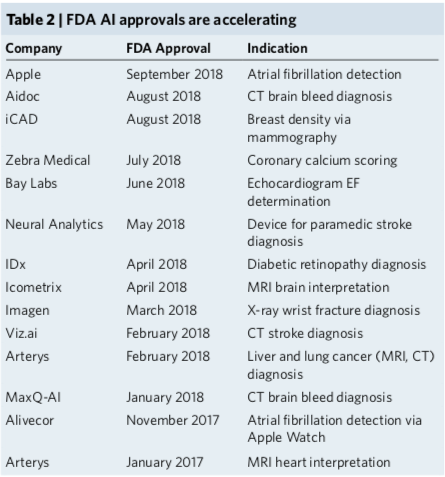 Table 2 | FDA AI approvals are accelerating
Company FDA Approval Indication
Apple September 2018 Atrial fibrillation detection
Aidoc August 2018 CT brain bleed diagnosis
iCAD August 2018 Breast density via
mammography
Zebra Medical July 2018 Coronary calcium scoring
Bay Labs June 2018 Echocardiogram EF
determination
Neural Analytics May 2018 Device for paramedic stroke
diagnosis
IDx April 2018 Diabetic retinopathy diagnosis
Icometrix April 2018 MRI brain interpretation
Imagen March 2018 X-ray wrist fracture diagnosis
Viz.ai February 2018 CT stroke diagnosis
Arterys February 2018 Liver and lung cancer (MRI, CT)
diagnosis
MaxQ-AI January 2018 CT brain bleed diagnosis
Alivecor November 2017 Atrial fibrillation detection via
Apple Watch
Arterys January 2017 MRI heart interpretation